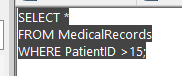 SELECT *
FROM MedicalRecords
WHERE PatientID >15;